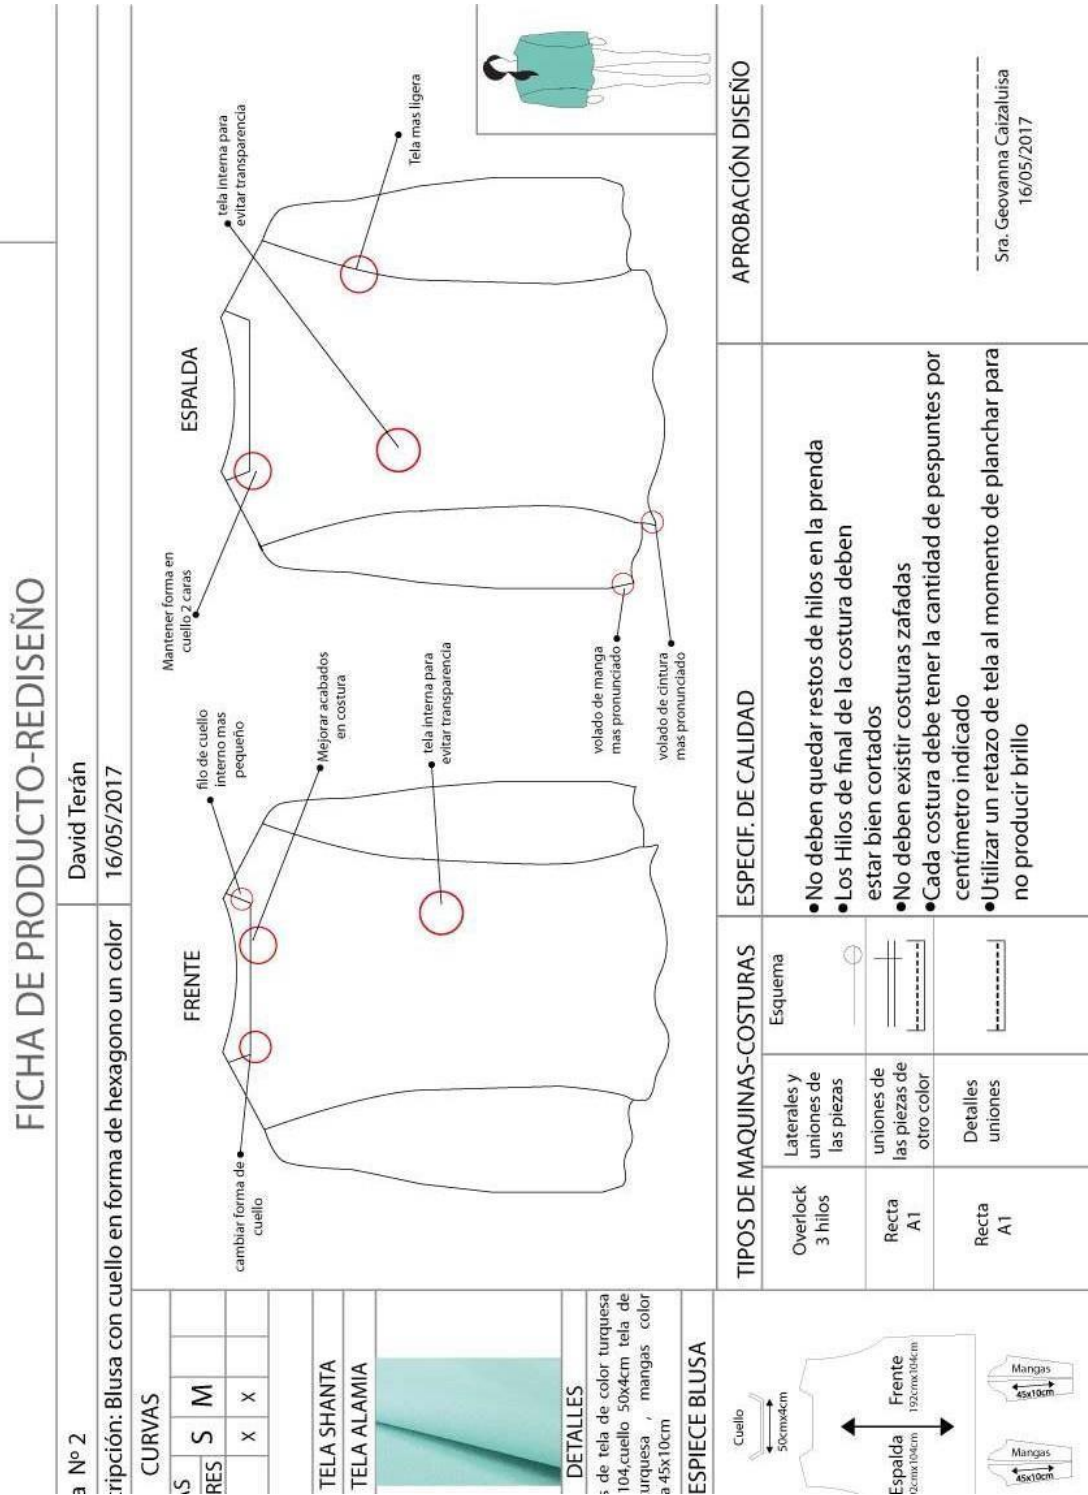 FICHA DE PRODUCTO-REDISEÑO
Nº 2
David Terán
Blusa con cuello en forma de hexagono un color
16/05/2017
CURVAS
S M
X X
X X
TELA SHANTA
TELA ALAMIA
DETALLES
de tela de color turquesa
104,cuello 50x4cm tela de
, mangas color
45x10cm
BLUSA
Cuello
50cmx4cm
Espalda
Frente
192cmx104cm
Mangas
45x10cm
Mangas
45x10cm
FRENTE
cambiar forma de
cuello
filo de cuello
interno mas
pequeño
Mejorar acabados
en costura
tela interna para
evitar transparencia
ESPALDA
Mantener forma en
cuello 2 caras
tela interna para
evitar transparencia
Tela mas ligera
volado de manga
mas pronunciado
volado de cintura
mas pronunciado
TIPOS DE MAQUINAS-COSTURAS
Esquema
Overlock
3 hilos
Laterales y
uniones de
las piezas
Recta
A1
uniones de
las piezas de
otro color
Recta
A1
Detalles
uniones
ESPECIF. DE CALIDAD
●No deben quedar restos de hilos en la prenda
●Los Hilos de final de la costura deben
estar bien cortados
●No deben existir costuras zafadas
●Cada costura debe tener la cantidad de pespuntes por
centímetro indicado
●Utilizar un retazo de tela al momento de planchar para
no producir brillo
APROBACIÓN DISEÑO
Sra. Geovanna Caizaluisa
16/05/2017